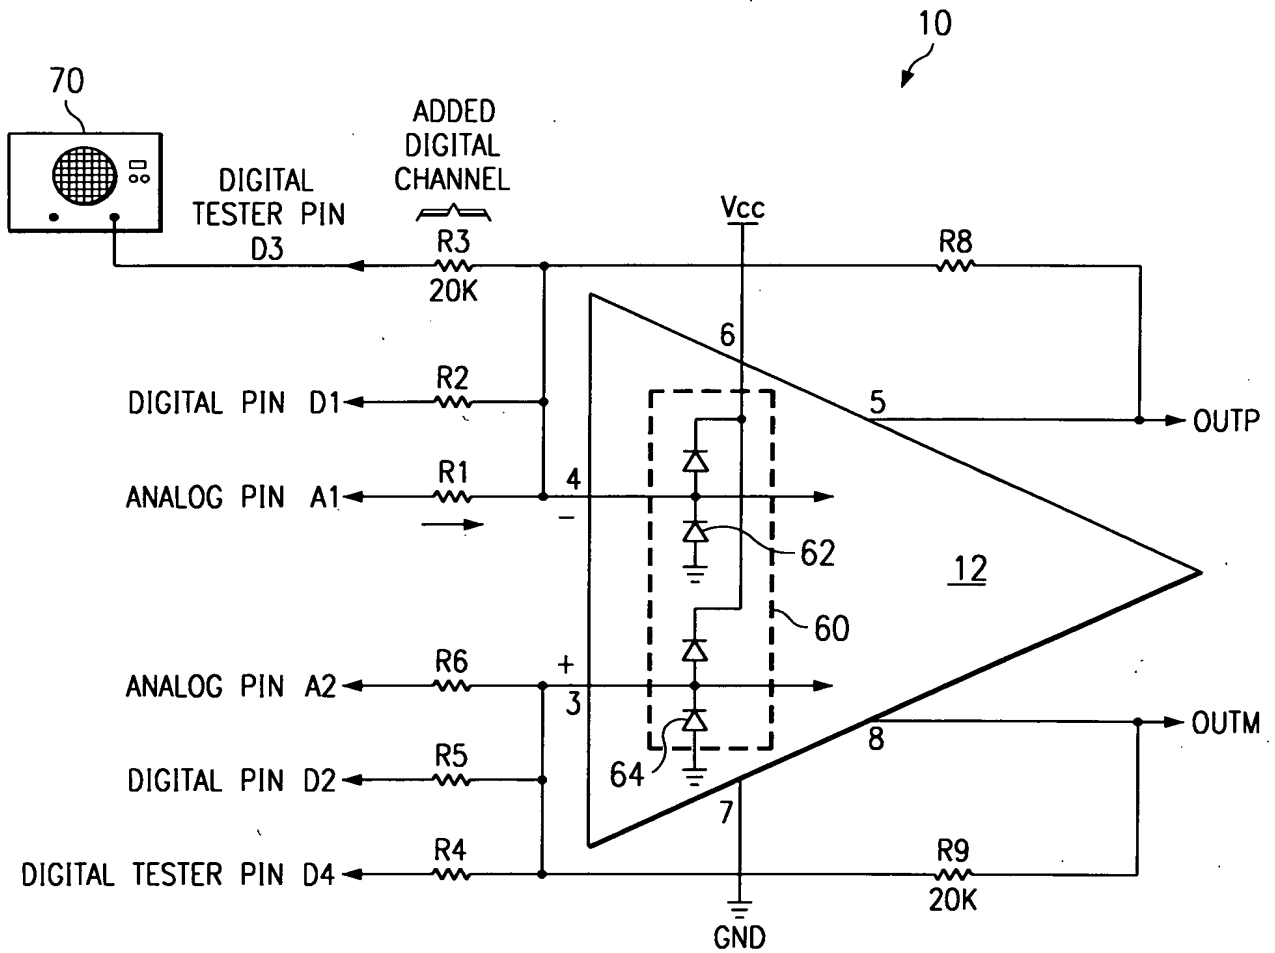 10
70
ADDED
DIGITAL
CHANNEL
DIGITAL
TESTER PIN
D3
R3
20K
Vcc
R8
6
DIGITAL PIN D1
R2
5
OUTP
ANALOG PIN A1
R1
4
−
62
12
60
ANALOG PIN A2
R6
+
3
OUTM
8
DIGITAL PIN D2
R5
64
7
DIGITAL TESTER PIN D4
R4
R9
20K
GND